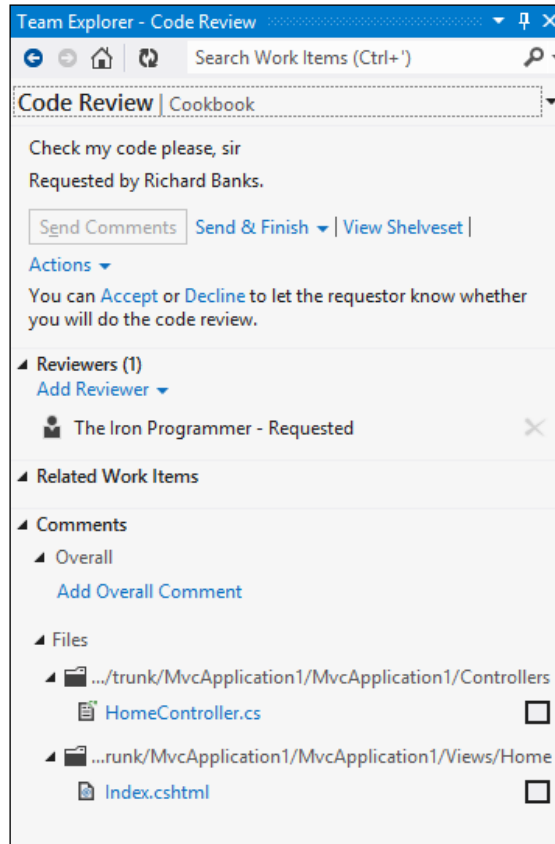 Team Explorer - Code Review
Search Work Items (Ctrl+')
Code Review | Cookbook
Check my code please, sir
Requested by Richard Banks.
Send Comments Send & Finish | View Shelveset |
Actions
You can Accept or Decline to let the requestor know whether
you will do the code review.
Reviewers (1)
Add Reviewer
The Iron Programmer - Requested
Related Work Items
Comments
Overall
Add Overall Comment
Files
.../trunk/MvcApplication1/MvcApplication1/Controllers
HomeController.cs
...runk/MvcApplication1/MvcApplication1/Views/Home
Index.cshtml